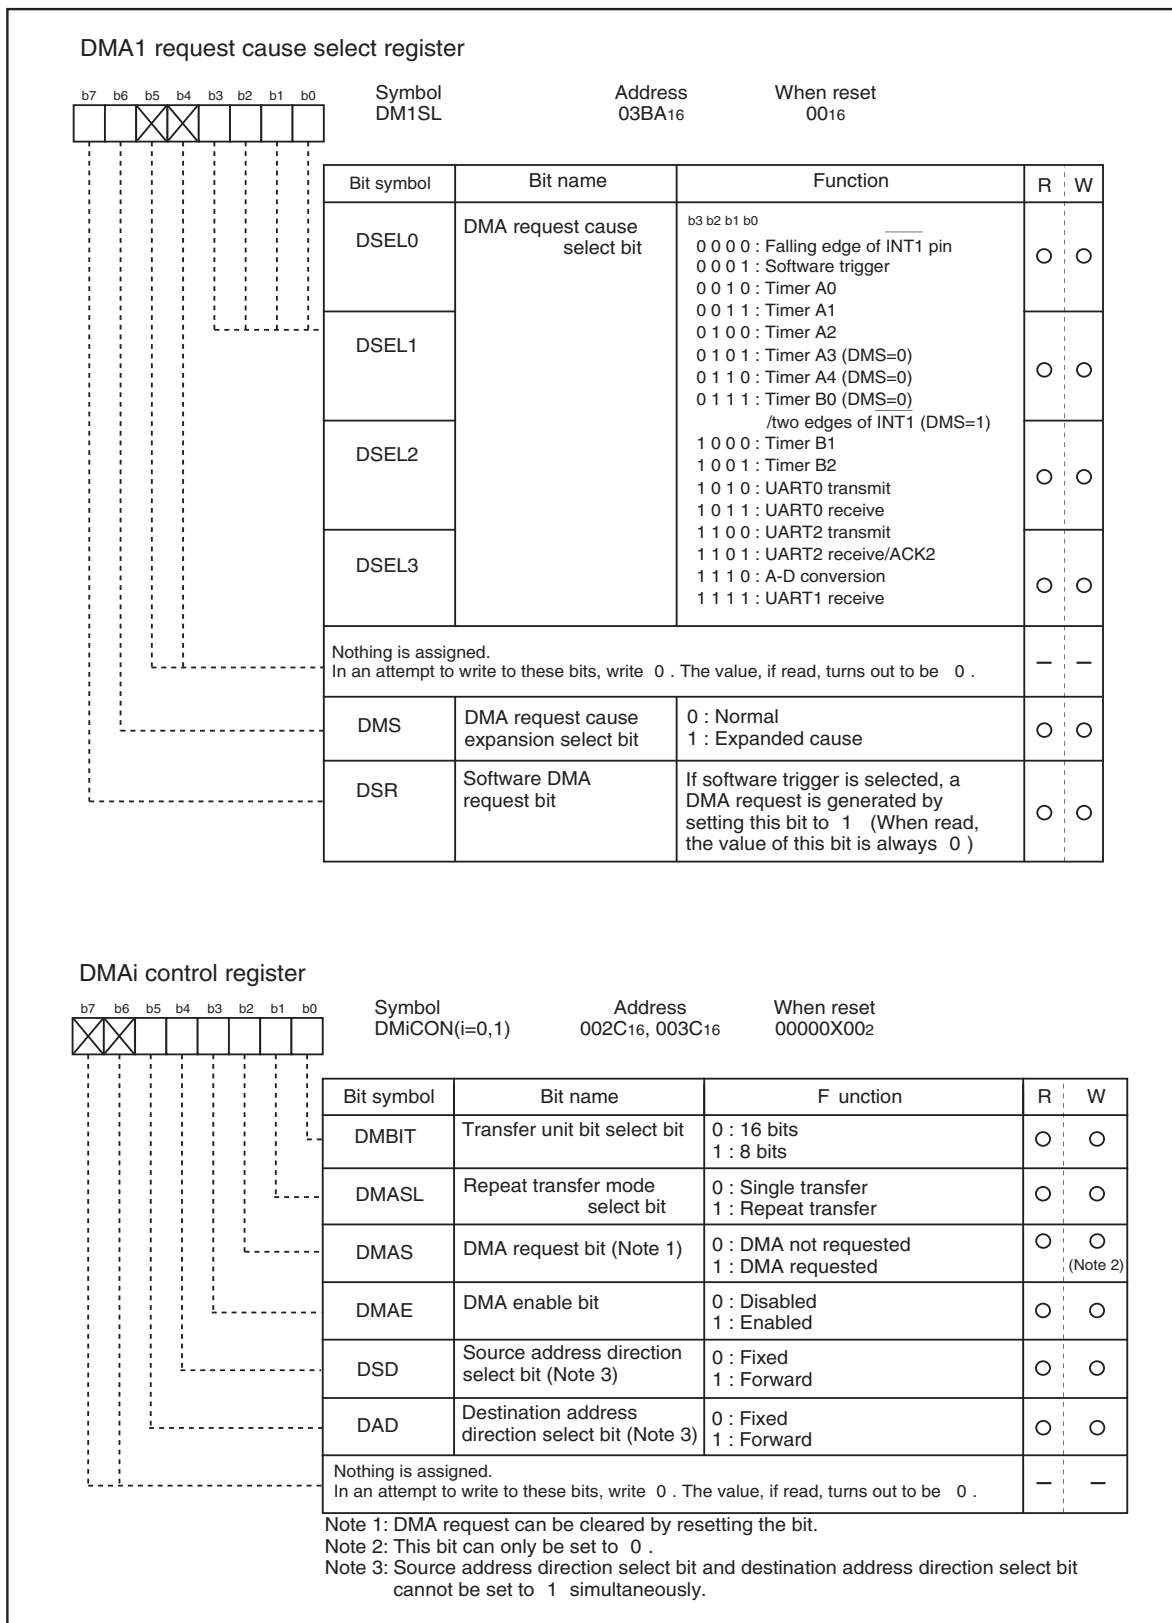 DMA1 request cause select register
b7 b6 b5 b4 b3 b2 b1 b0
Symbol Address When reset
DM1SL 03BA16 0016
Bit symbol Bit name Function R W
DSEL0
DSEL1
DSEL2
DSEL3
DMA request cause
select bit
b3 b2 b1 b0
0 0 0 0 : Falling edge of INT1 pin
0 0 0 1 : Software trigger
0 0 1 0 : Timer A0
0 0 1 1 : Timer A1
0 1 0 0 : Timer A2
0 1 0 1 : Timer A3 (DMS=0)
0 1 1 0 : Timer A4 (DMS=0)
0 1 1 1 : Timer B0 (DMS=0)
/two edges of INT1 (DMS=1)
1 0 0 0 : Timer B1
1 0 0 1 : Timer B2
1 0 1 0 : UART0 transmit
1 0 1 1 : UART0 receive
1 1 0 0 : UART2 transmit
1 1 0 1 : UART2 receive/ACK2
1 1 1 0 : A-D conversion
1 1 1 1 : UART1 receive
Nothing is assigned.
In an attempt to write to these bits, write 0 . The value, if read, turns out to be 0 .
DMS
DMA request cause
expansion select bit
0 : Normal
1 : Expanded cause
DSR
Software DMA
request bit
If software trigger is selected, a
DMA request is generated by
setting this bit to 1 (When read,
the value of this bit is always 0 )
DMAi control register
b7 b6 b5 b4 b3 b2 b1 b0
Symbol Address When reset
DMiCON(i=0,1) 002C16, 003C16 00000X002
Bit symbol Bit name F unction R W
DMBIT
Transfer unit bit select bit
0 : 16 bits
1 : 8 bits
DMASL
Repeat transfer mode
select bit
0 : Single transfer
1 : Repeat transfer
DMAS
DMA request bit (Note 1)
0 : DMA not requested
1 : DMA requested
(Note 2)
DMAE
DMA enable bit
0 : Disabled
1 : Enabled
DSD
Source address direction
select bit (Note 3)
0 : Fixed
1 : Forward
DAD
Destination address
direction select bit (Note 3)
0 : Fixed
1 : Forward
Nothing is assigned.
In an attempt to write to these bits, write 0 . The value, if read, turns out to be 0 .
Note 1: DMA request can be cleared by resetting the bit.
Note 2: This bit can only be set to 0 .
Note 3: Source address direction select bit and destination address direction select bit
cannot be set to 1 simultaneously.